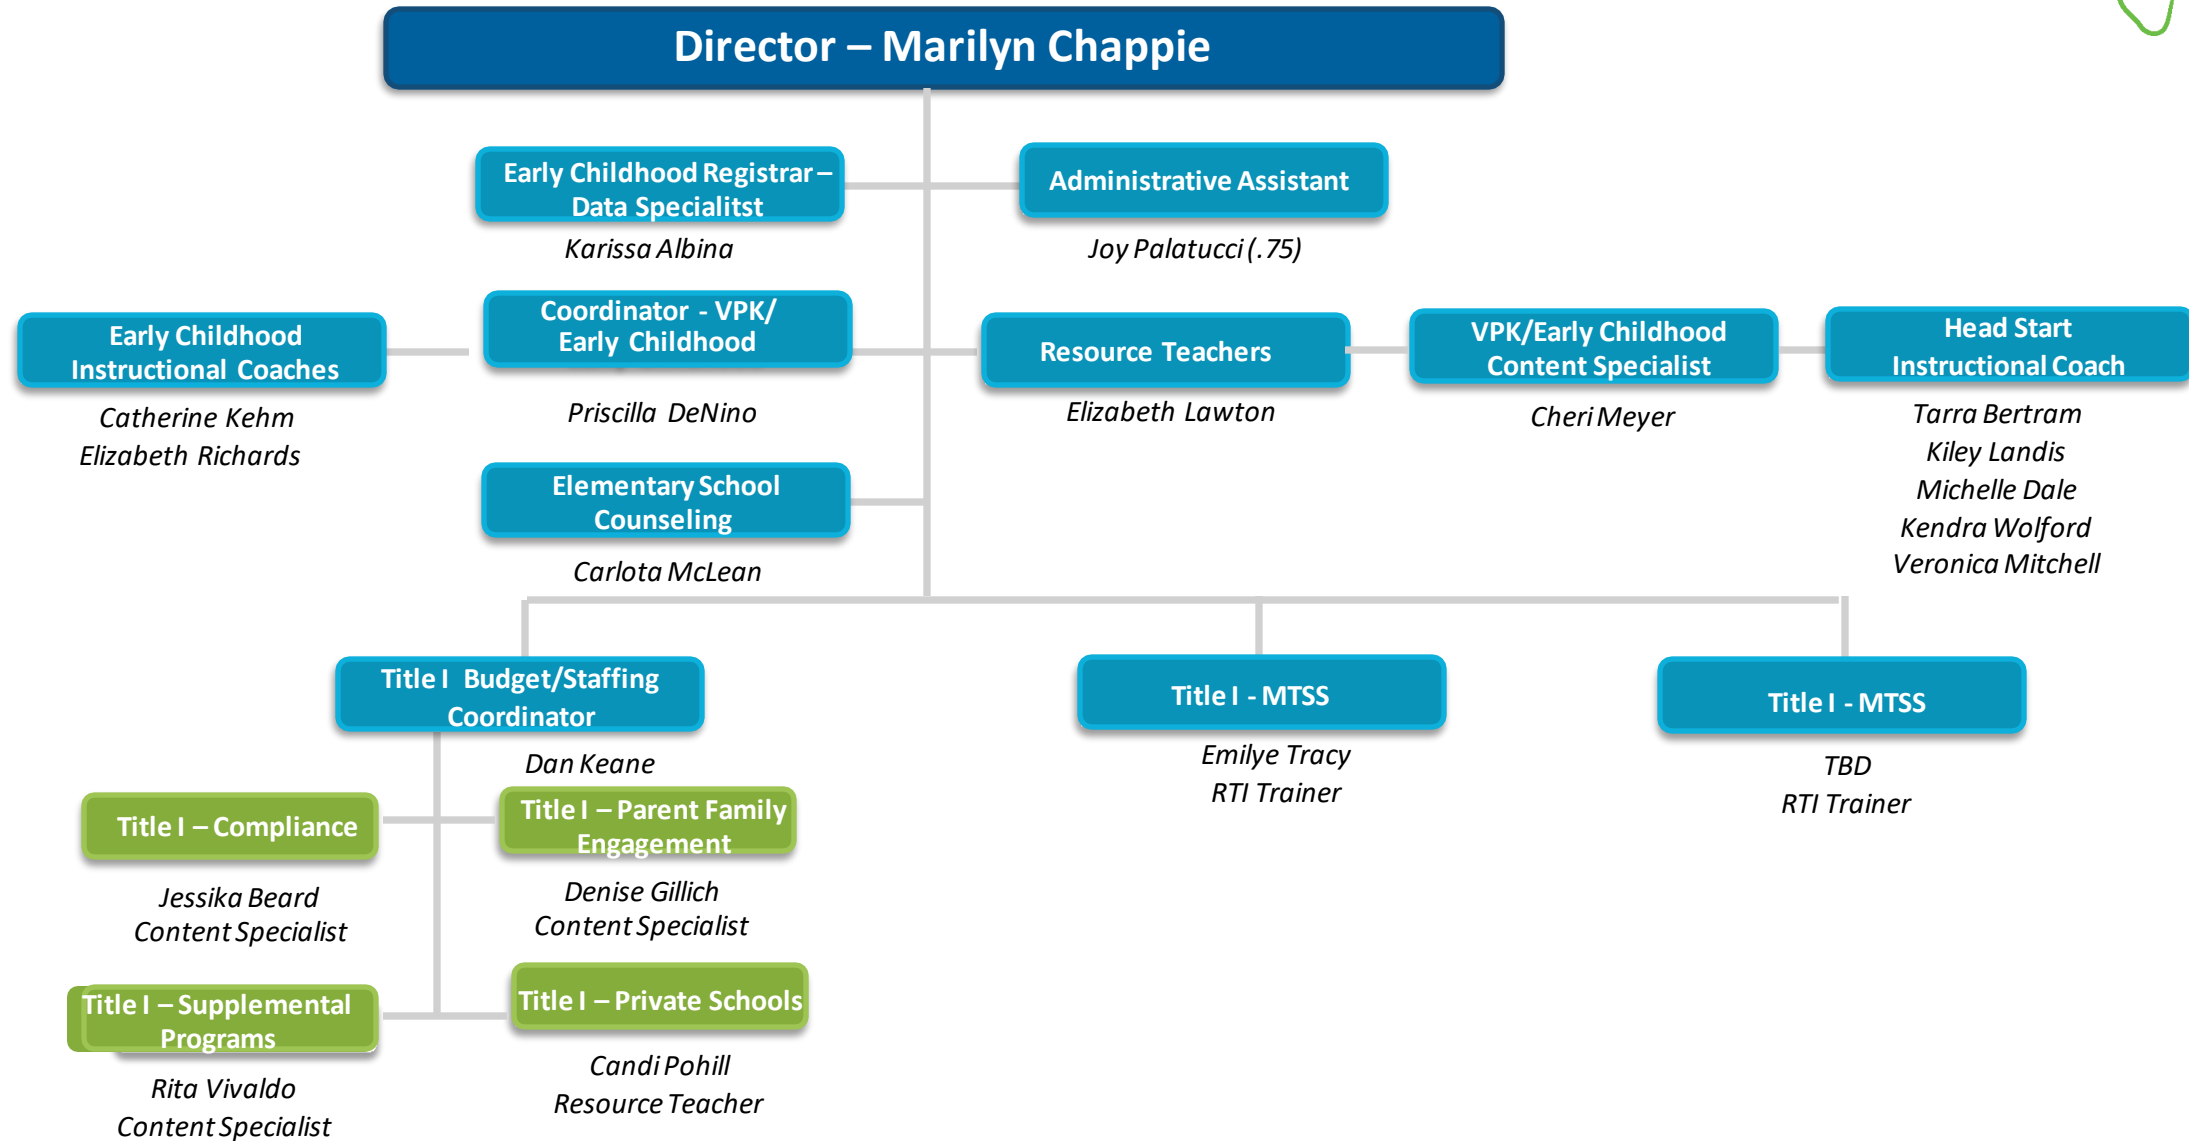 Director – Marilyn Chappie
Early Childhood Registrar –
Data Specialitst
Karissa Albina
Administrative Assistant
Joy Palatucci (.75)
Early Childhood
Instructional Coaches
Catherine Kehm
Elizabeth Richards
Coordinator - VPK/
Early Childhood
Priscilla DeNino
Resource Teachers
Elizabeth Lawton
VPK/Early Childhood
Content Specialist
Cheri Meyer
Head Start
Instructional Coach
Tarra Bertram
Kiley Landis
Michelle Dale
Kendra Wolford
Veronica Mitchell
Elementary School
Counseling
Carlota McLean
Title I Budget/Staffing
Coordinator
Dan Keane
Title I - MTSS
Emilye Tracy
RTI Trainer
Title I - MTSS
TBD
RTI Trainer
Title I – Compliance
Jessika Beard
Content Specialist
Title I – Parent Family
Engagement
Denise Gillich
Content Specialist
Title I – Supplemental
Programs
Rita Vivaldo
Content Specialist
Title I – Private Schools
Candi Pohill
Resource Teacher